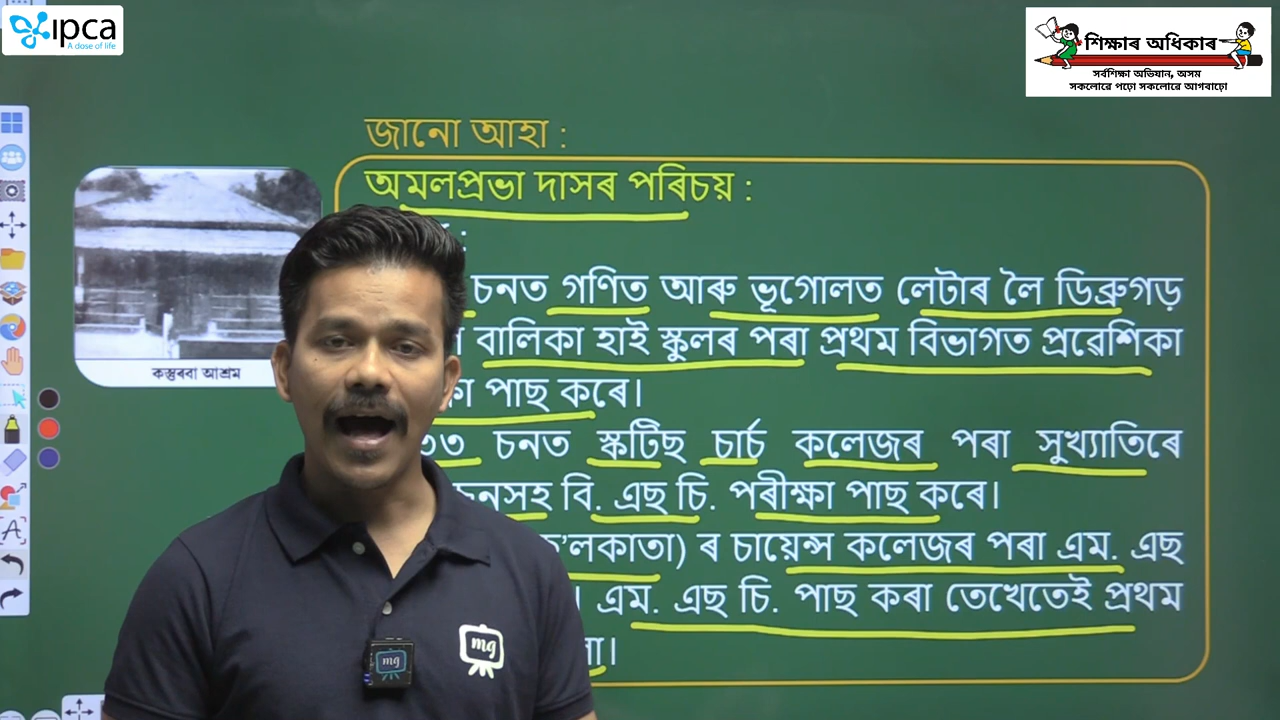 ipca
A dose of life
শিক্ষাৰ অধিকাৰ
সৰ্বশিক্ষা অভিযান, অসম
সকলোৱে পঢ়ো সকলোৱে আগবাঢ়ো
জানো আহা :
অমলপ্ৰভা দাসৰ পৰিচয় :
চনত গণিত আৰু ভূগোলত লেটাৰ লৈ ডিব্ৰুগড়
বালিকা হাই স্কুলৰ পৰা প্ৰথম বিভাগত প্ৰৱেশিকা
পাছ কৰে।
কস্তুৰবা আশ্ৰম
৩৩ চনত স্কটিছ চাৰ্চ কলেজৰ পৰা সুখ্যাতিৰে
বি. এছ চি. পৰীক্ষা পাছ কৰে।
ক'লকাতা) ৰ চায়েন্স কলেজৰ পৰা এম. এছ
। এম. এছ চি. পাছ কৰা তেখেতেই প্ৰথম
mg
mg